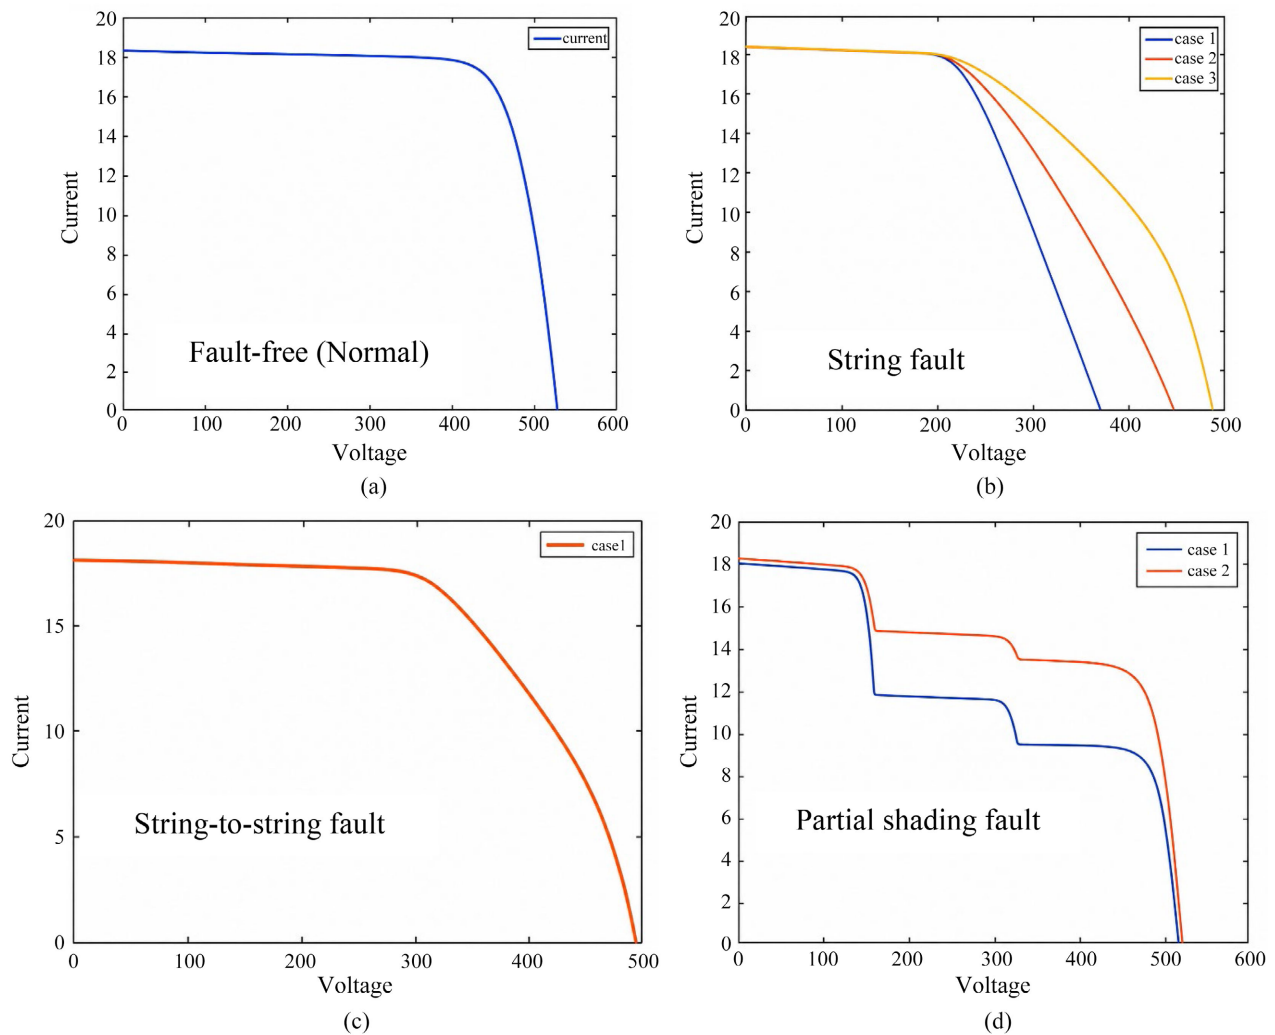 20
18
16
14
12
10
8
6
4
2
0
Current
current
Fault-free (Normal)
0 100 200 300 400 500 600
Voltage
(a)
20
18
16
14
12
10
8
6
4
2
0
Current
case 1
case 2
case 3
String fault
0 100 200 300 400 500
Voltage
(b)
20
15
10
5
0
Current
case1
String-to-string fault
0 100 200 300 400 500
Voltage
(c)
20
18
16
14
12
10
8
6
4
2
0
Current
case 1
case 2
Partial shading fault
0 100 200 300 400 500 600
Voltage
(d)